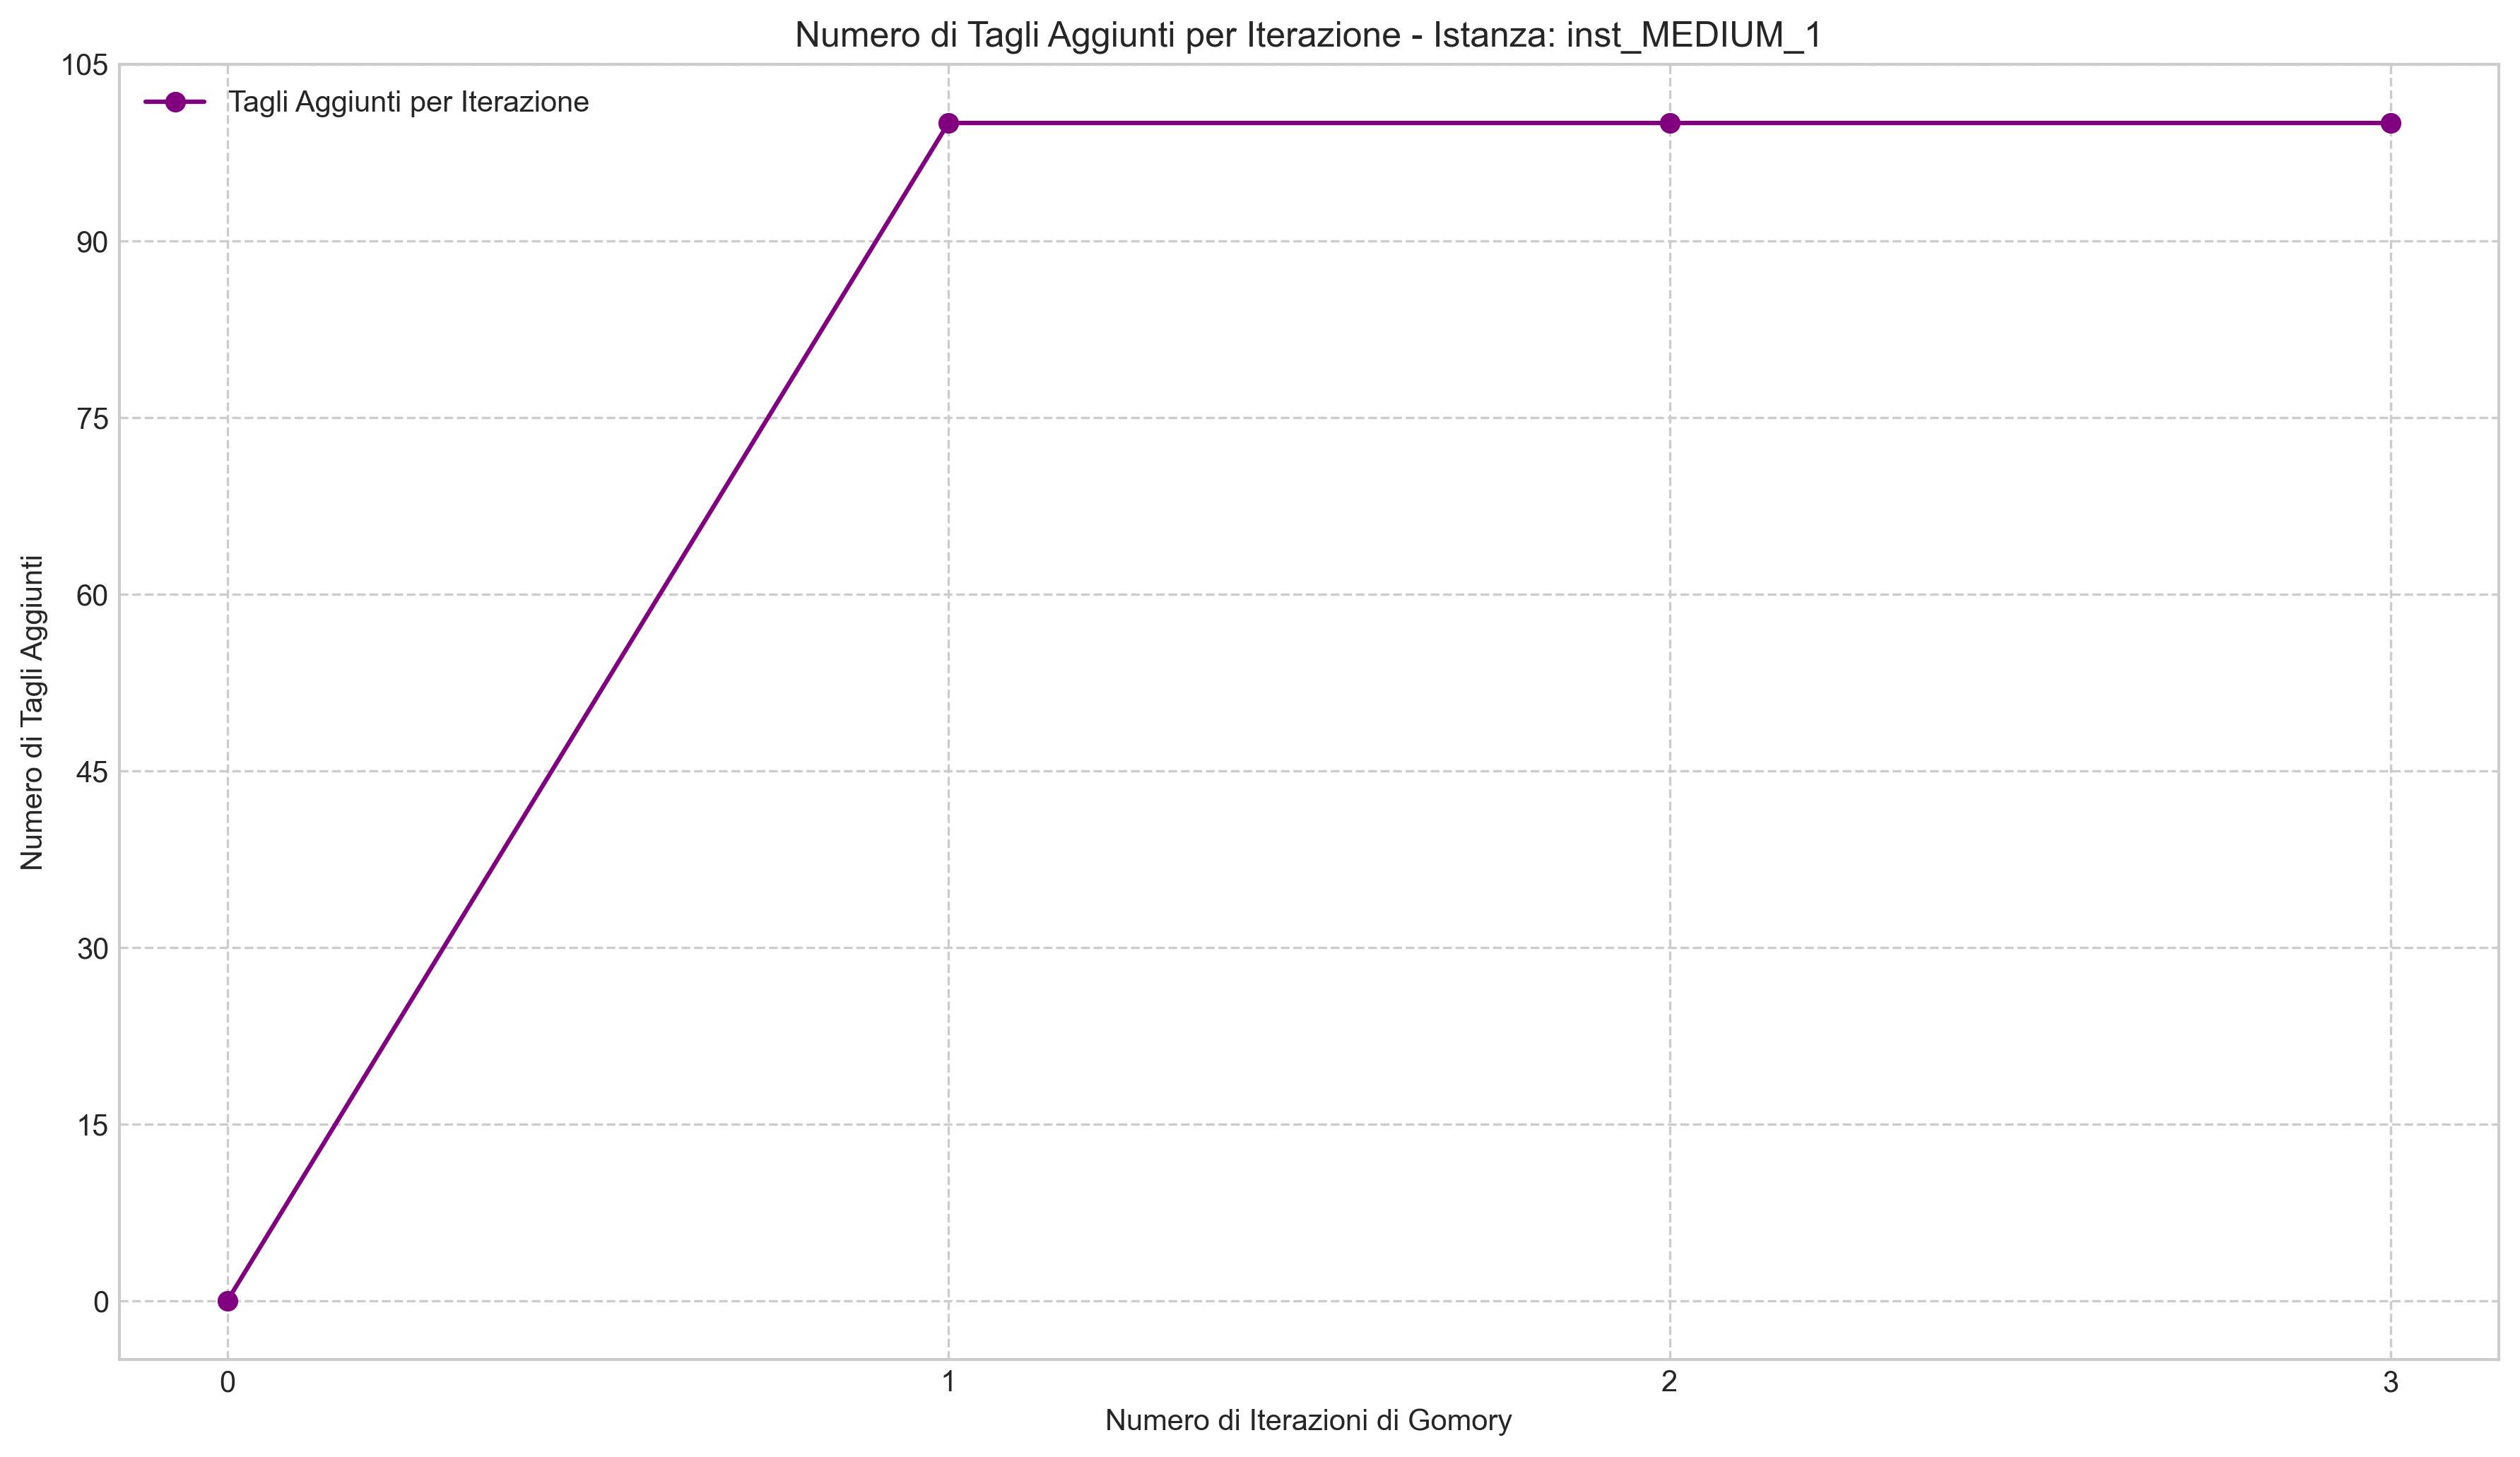 Numero di Tagli Aggiunti per Iterazione - Istanza: inst_MEDIUM_1
Tagli Aggiunti per Iterazione
Numero di Tagli Aggiunti
105
90
75
60
45
30
15
0
0 1 2 3
Numero di Iterazioni di Gomory